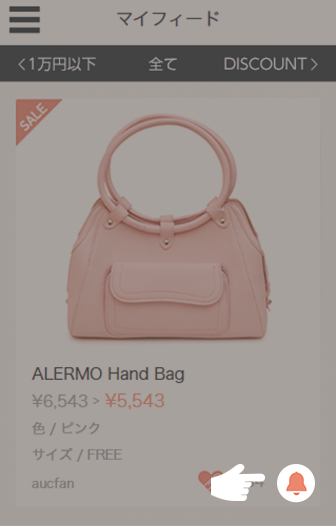 マイフィード
<1万円以下 全て DISCOUNT>
SALE
ALERMO Hand Bag
¥6,543 > ¥5,543
色 / ピンク
サイズ / FREE
aucfan